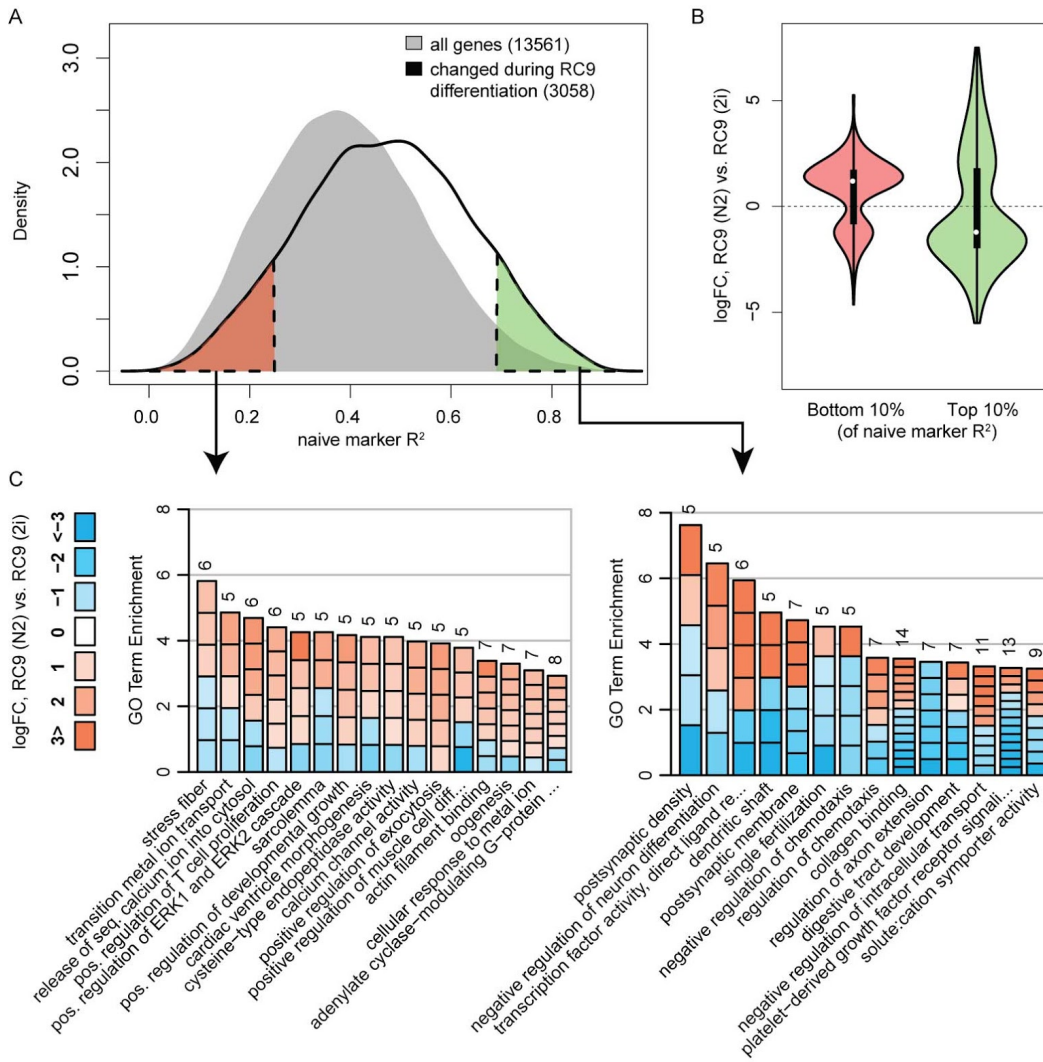 A
all genes (13561)
changed during RC9
differentiation (3058)
Density
3.0
2.0
1.0
0.0
0.0 0.2 0.4 0.6 0.8
naive marker R²
B
logFC, RC9 (N2) vs. RC9 (2i)
5
0
−5
Bottom 10% Top 10%
(of naive marker R²)
C
logFC, RC9 (N2) vs. RC9 (2i)
<−3
−2
−1
0
1
2
3>
GO Term Enrichment
8
6
4
2
0
6 5 6 6 5 5 5 5 5 5 5 5 7 5 7 8
stress fiber
transition metal ion transport
release of seq. calcium ion into cytosol
pos. regulation of T cell proliferation
pos. regulation of ERK1 and ERK2 cascade
sarcolemma
pos. regulation of developmental growth
cardiac ventricle morphogenesis
cysteine-type endopeptidase activity
calcium channel activity
positive regulation of exocytosis
positive regulation of muscle cell diff...
actin filament binding
oogenesis
cellular response to metal ion
adenylate cyclase-modulating G-protein ...
GO Term Enrichment
8
6
4
2
0
5 5 6 5 7 5 5 7 14 7 7 11 13 9
postsynaptic density
negative regulation of neuron differentiation
transcription factor activity, direct ligand re...
dendritic shaft
postsynaptic membrane
single fertilization
negative regulation of chemotaxis
regulation of chemotaxis
collagen binding
regulation of axon extension
digestive tract development
negative regulation of intracellular transport
platelet-derived growth factor receptor signali...
solute:cation symporter activity